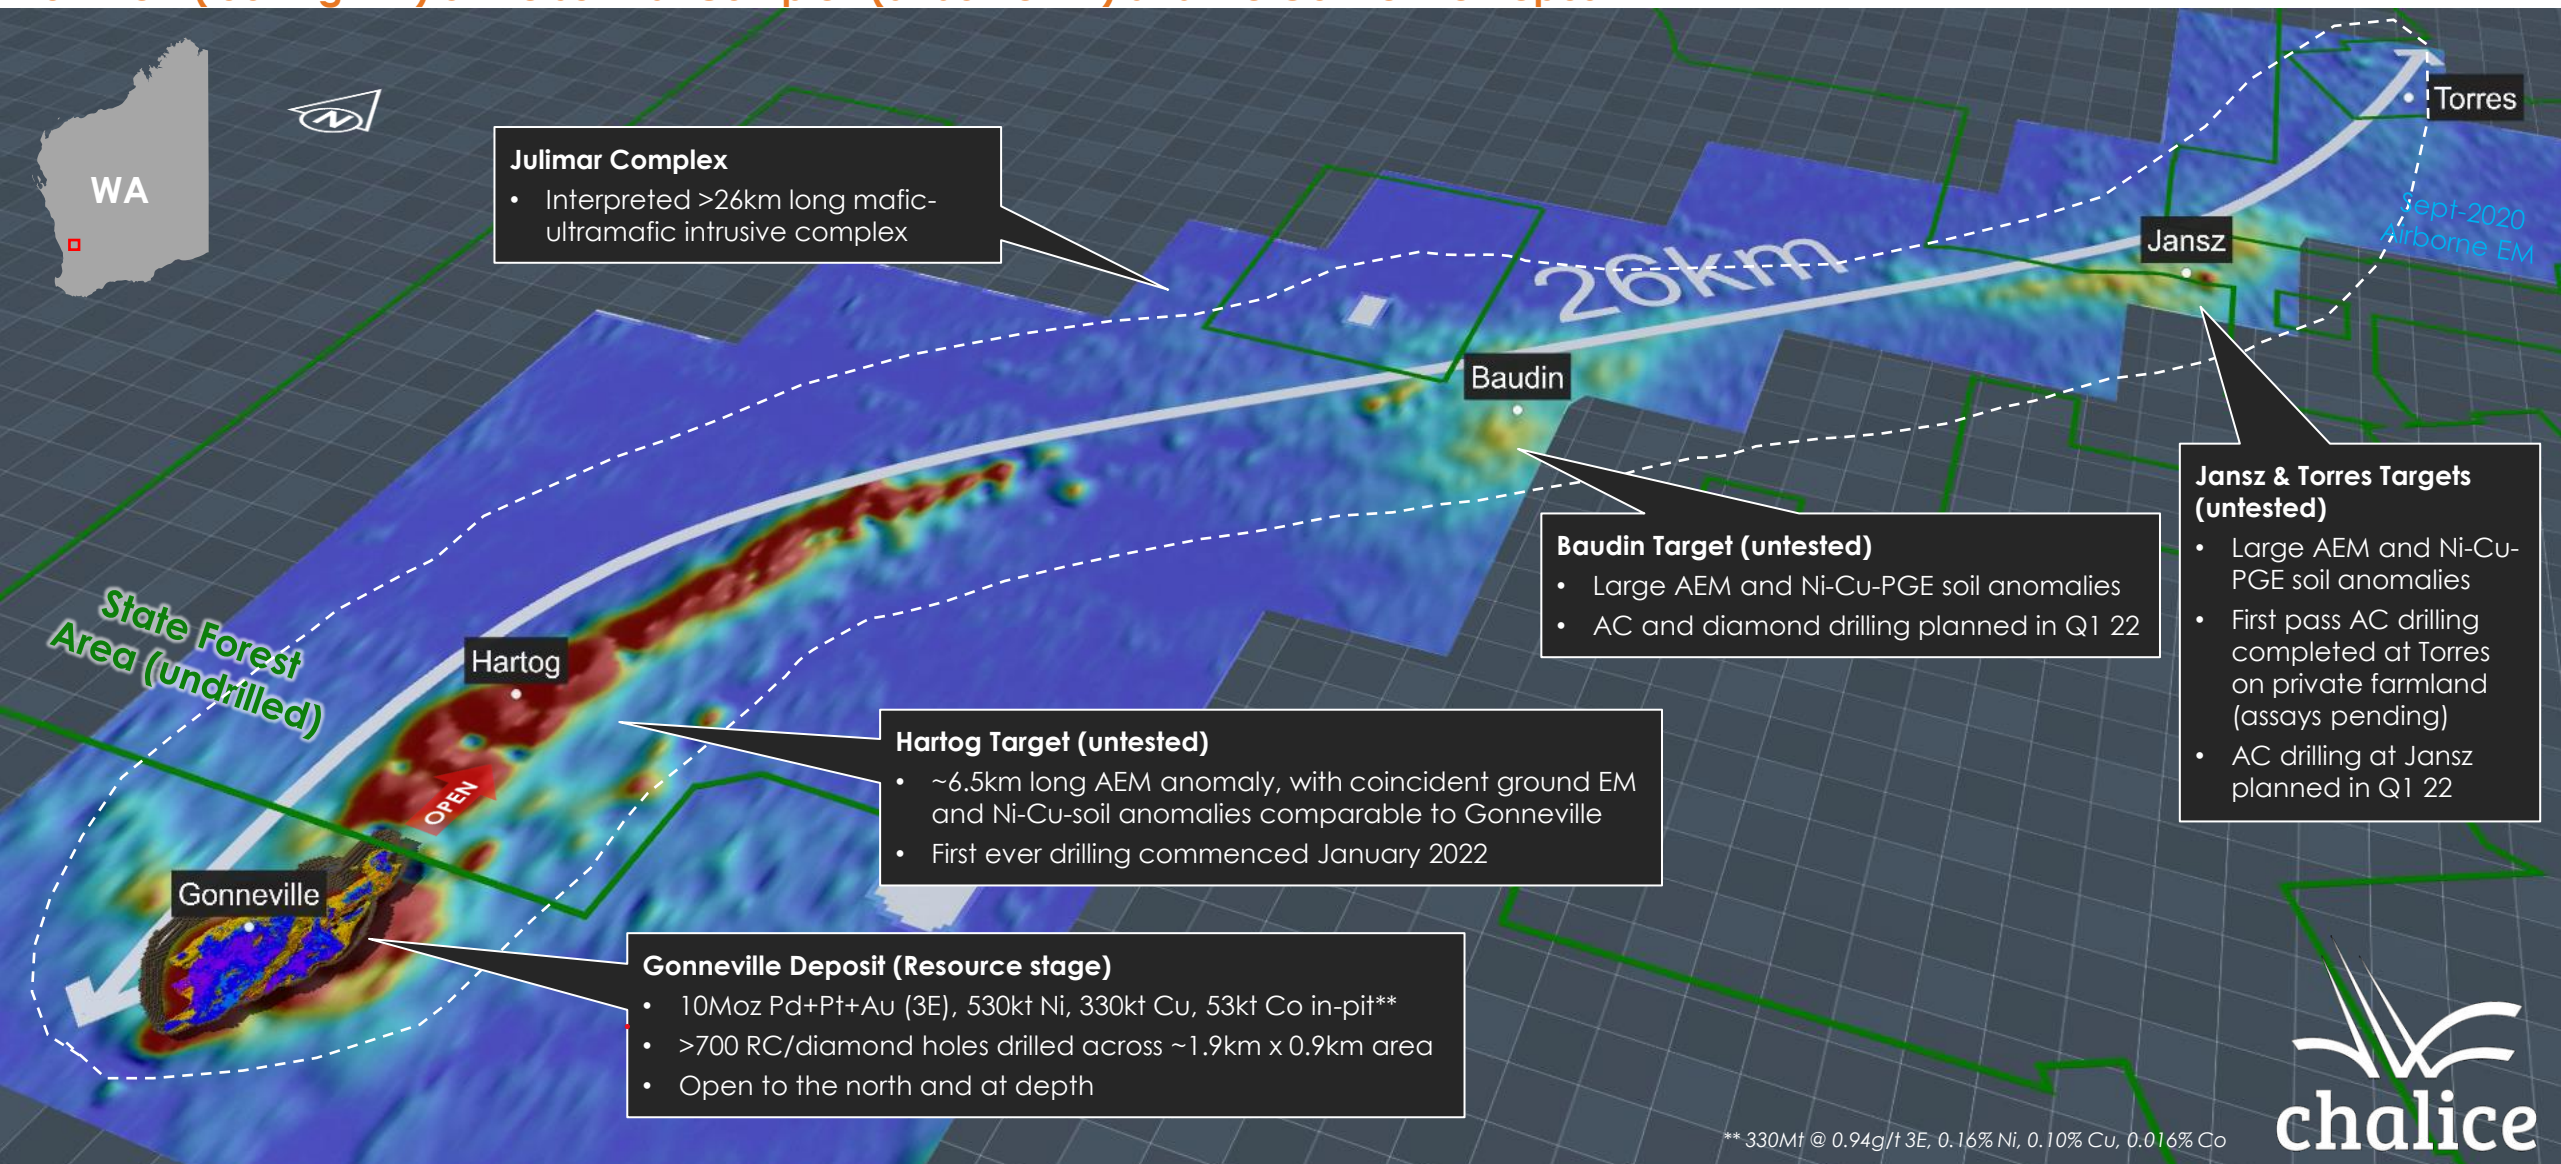 WA
N
Julimar Complex
• Interpreted >26km long mafic-
ultramafic intrusive complex
26km
Torres
Sept-2020
Airborne EM
Jansz
Baudin
Jansz & Torres Targets
(untested)
• Large AEM and Ni-Cu-
PGE soil anomalies
• First pass AC drilling
completed at Torres
on private farmland
(assays pending)
• AC drilling at Jansz
planned in Q1 22
Baudin Target (untested)
• Large AEM and Ni-Cu-PGE soil anomalies
• AC and diamond drilling planned in Q1 22
State Forest
Area (undrilled)
Hartog
Hartog Target (untested)
• ~6.5km long AEM anomaly, with coincident ground EM
and Ni-Cu-soil anomalies comparable to Gonneville
• First ever drilling commenced January 2022
OPEN
Gonneville
Gonneville Deposit (Resource stage)
• 10Moz Pd+Pt+Au (3E), 530kt Ni, 330kt Cu, 53kt Co in-pit**
• >700 RC/diamond holes drilled across ~1.9km x 0.9km area
• Open to the north and at depth
** 330Mt @ 0.94g/t 3E, 0.16% Ni, 0.10% Cu, 0.016% Co
chalice